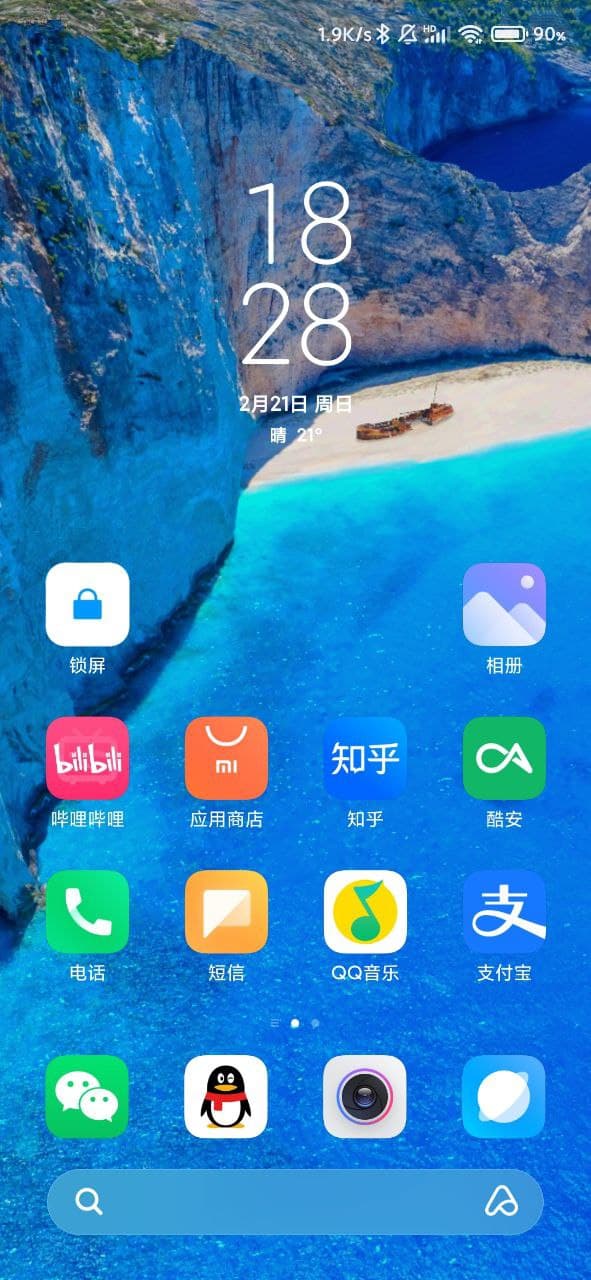 1.9K/s HD 90%
18
28
2月21日 周日
晴 21°
锁屏 相册
bilibili mi 知乎
哔哩哔哩 应用商店 知乎 酷安
支
电话 短信 QQ音乐 支付宝